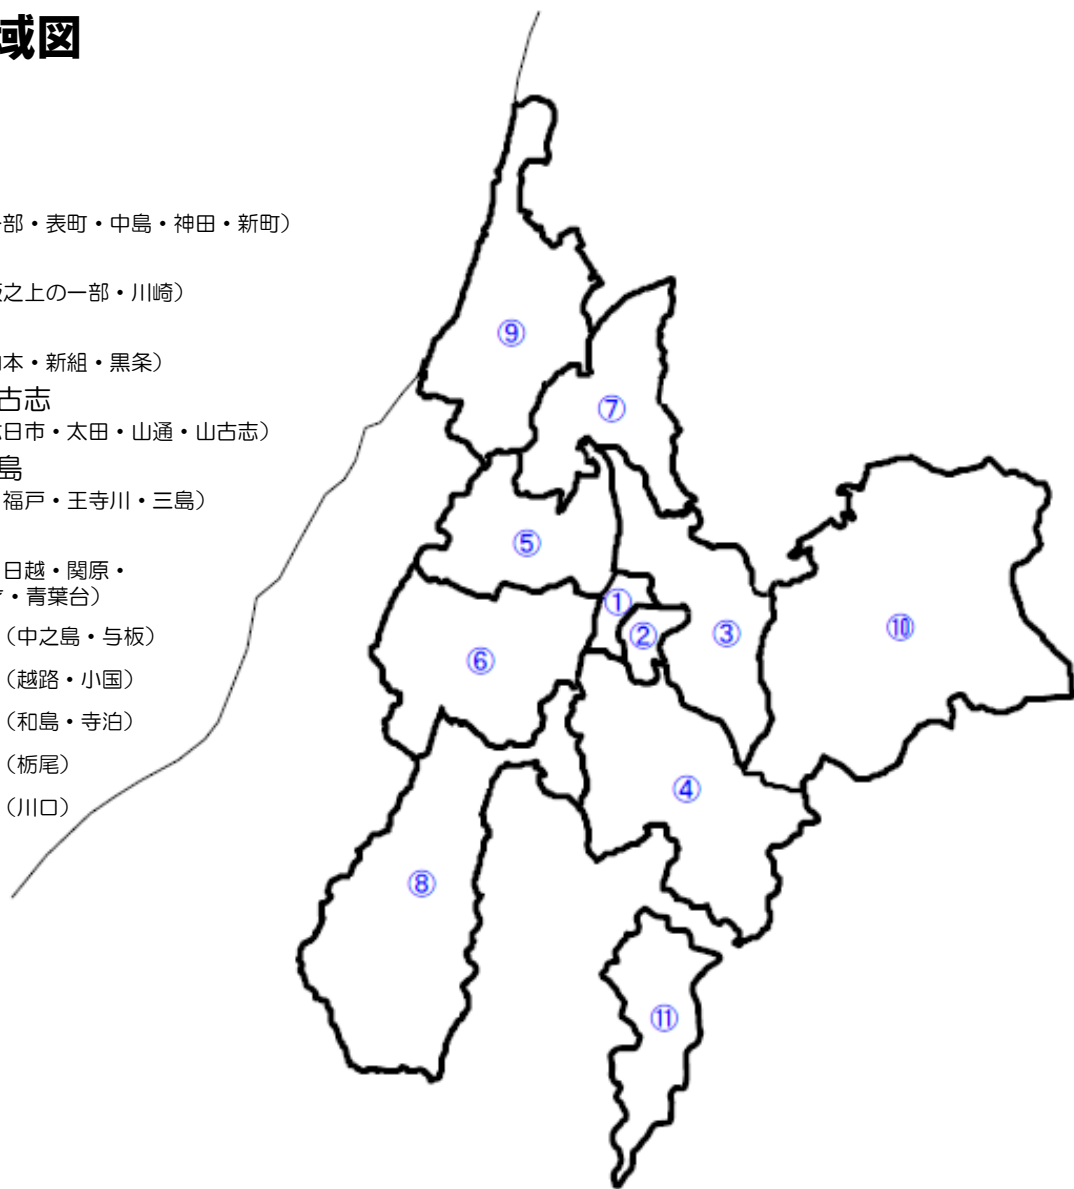 域図
部・表町・中島・神田・新町）
之上の一部・川崎）
本・新組・黒条）
古志
日市・太田・山通・山古志）
島
福戸・王寺川・三島）
日越・関原・
・青葉台）
（中之島・与板）
（越路・小国）
（和島・寺泊）
（栃尾）
（川口）
⑨
⑦
⑤
①
②
③
⑩
⑥
④
⑧
⑪